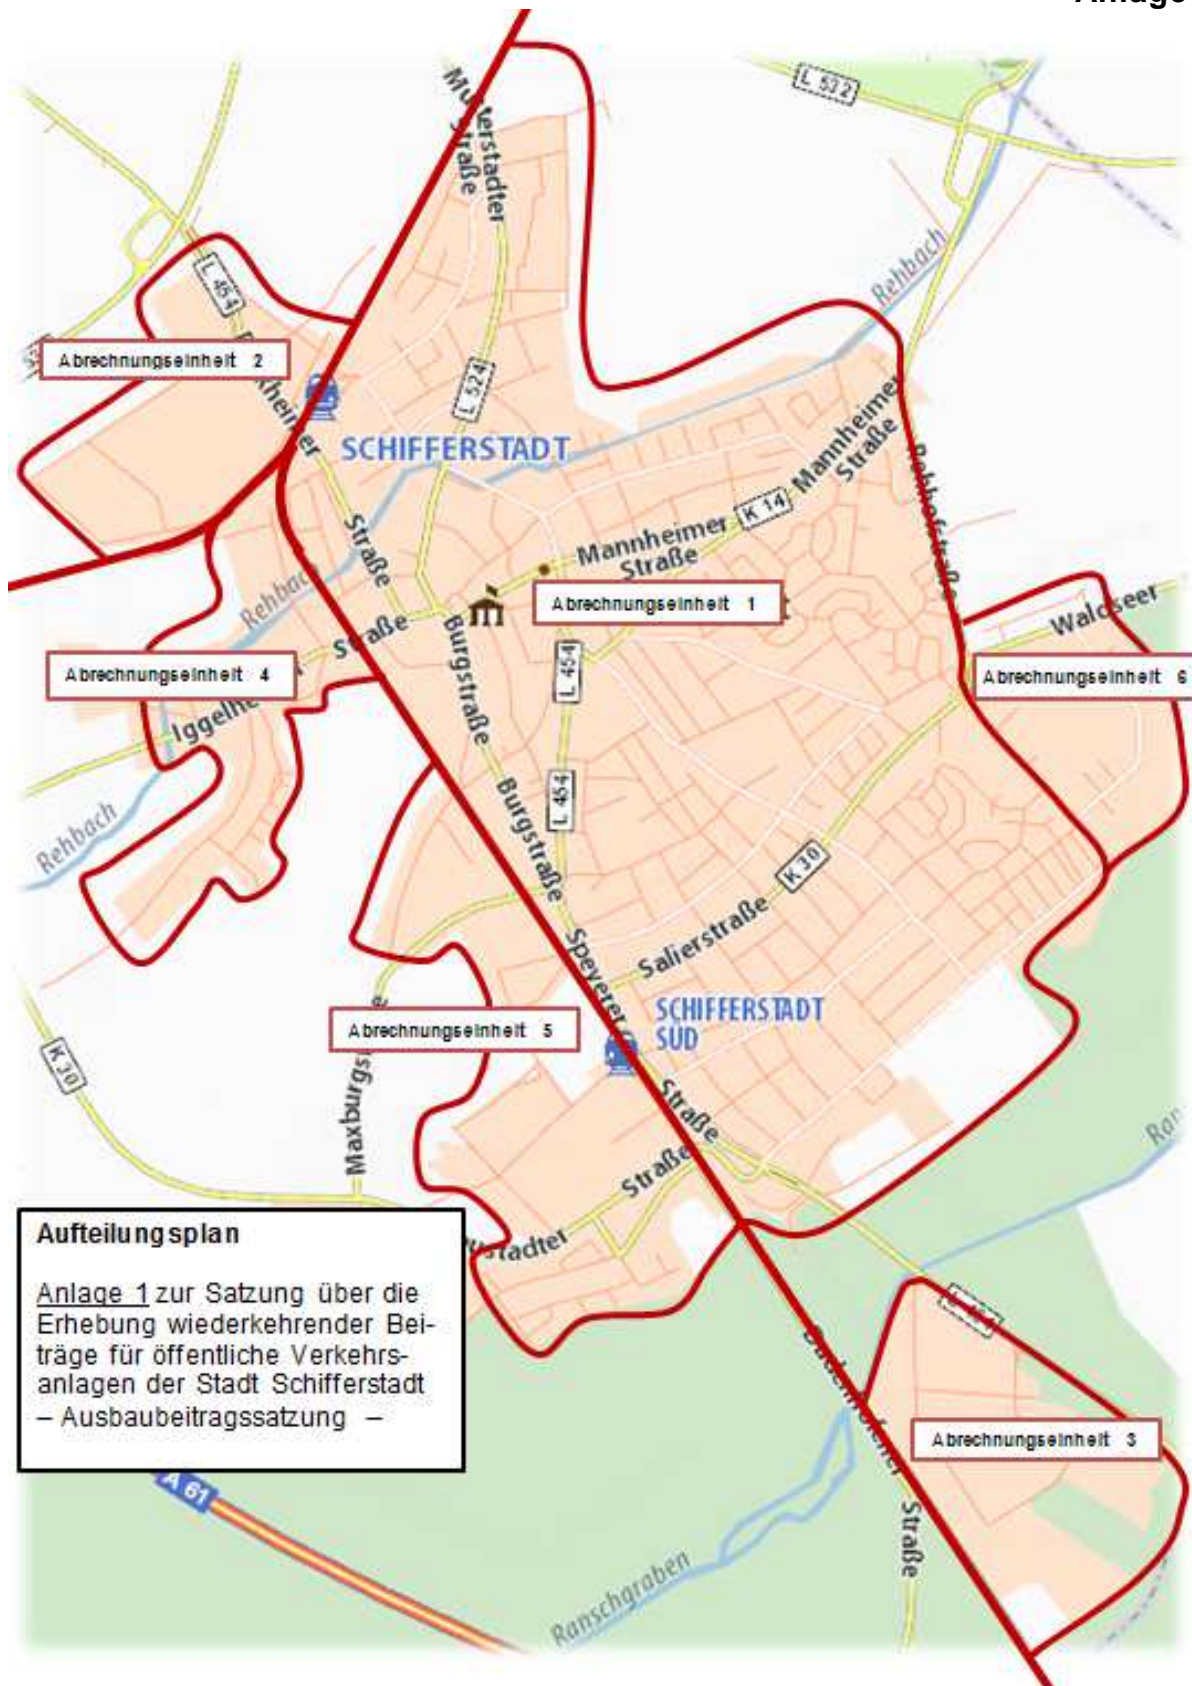 L 532
Mutterstadter
Straße
L 454
Rehbach
Abrechnungseinheit 2
L 524
SCHIFFERSTADT
Mannheimer
Straße
K 14
Rehhofstraße
Straße
Mannheimer
Straße
Rehbach
Abrechnungseinheit 1
Waldseer
Straße
Burgstraße
Abrechnungseinheit 4
L 454
Abrechnungseinheit 6
Burgstraße
L 454
Rehbach
K 30
Salierstraße
Speyerer
SCHIFFERSTADT
SÜD
Abrechnungseinheit 5
K 30
Straße
Straße
Aufteilungsplan
Anlage 1 zur Satzung über die
Erhebung wiederkehrender Bei-
träge für öffentliche Verkehrs-
anlagen der Stadt Schifferstadt
– Ausbaubeitragssatzung –
Abrechnungseinheit 3
A 61
Straße
Ranschgraben